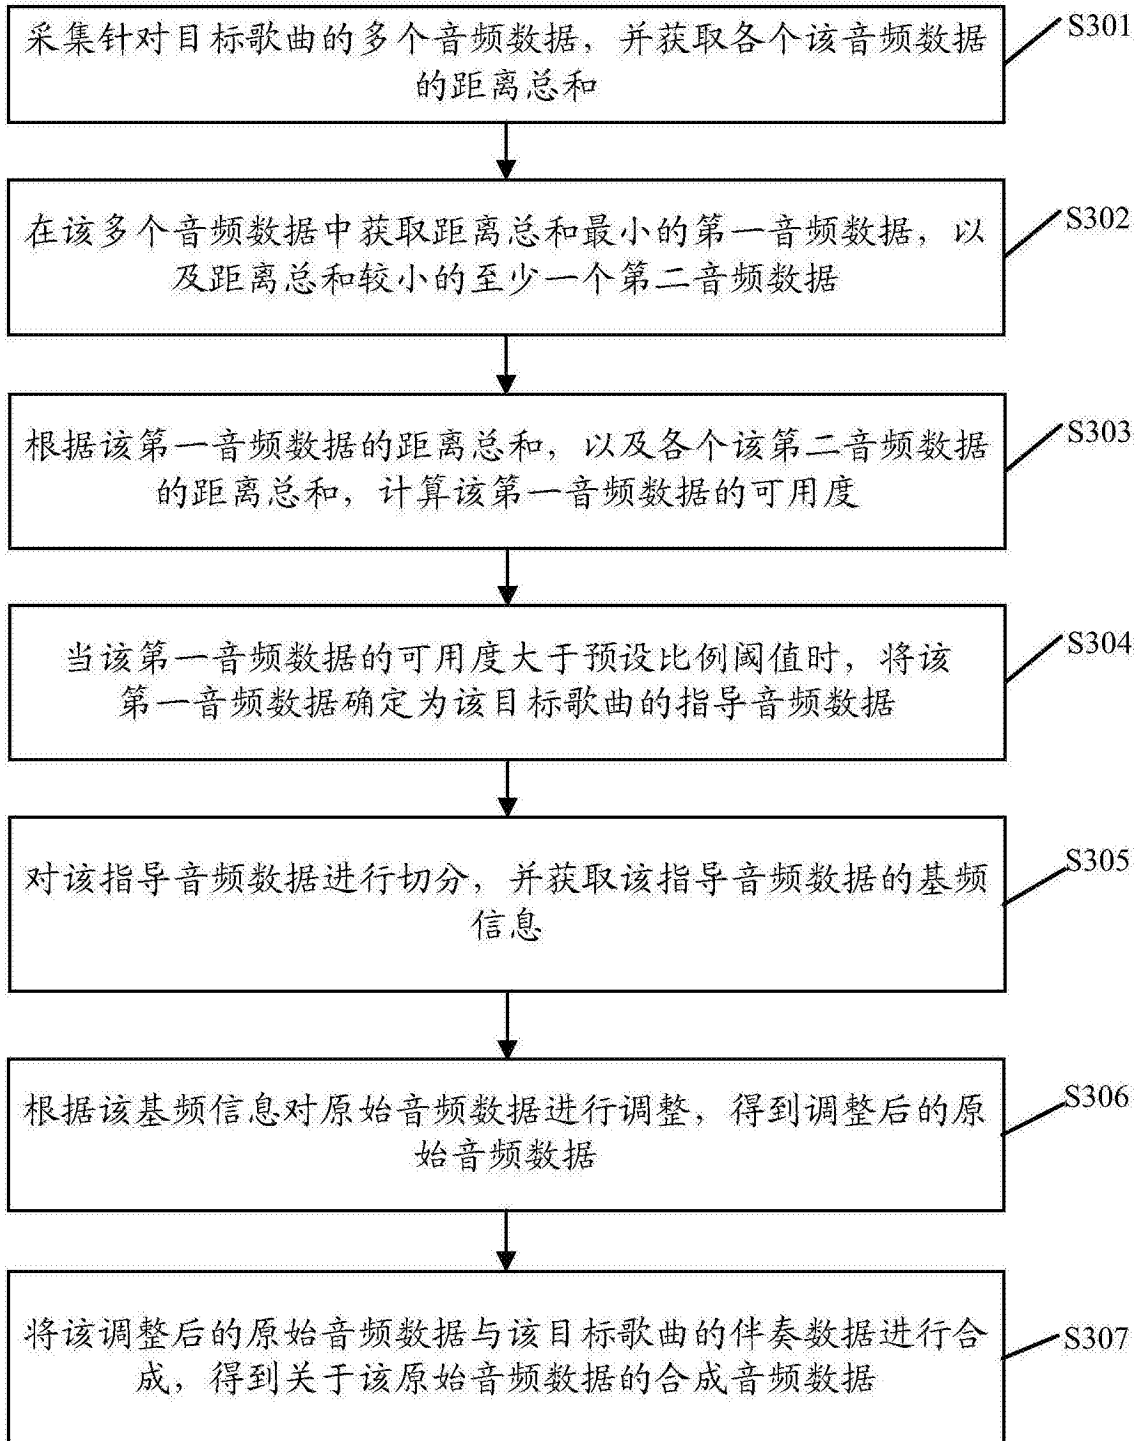 采集针对目标歌曲的多个音频数据，并获取各个该音频数据
的距离总和
S301
在该多个音频数据中获取距离总和最小的第一音频数据，以
及距离总和较小的至少一个第二音频数据
S302
根据该第一音频数据的距离总和，以及各个该第二音频数据
的距离总和，计算该第一音频数据的可用度
S303
当该第一音频数据的可用度大于预设比例阈值时，将该
第一音频数据确定为该目标歌曲的指导音频数据
S304
对该指导音频数据进行切分，并获取该指导音频数据的基频
信息
S305
根据该基频信息对原始音频数据进行调整，得到调整后的原
始音频数据
S306
将该调整后的原始音频数据与该目标歌曲的伴奏数据进行合
成，得到关于该原始音频数据的合成音频数据
S307